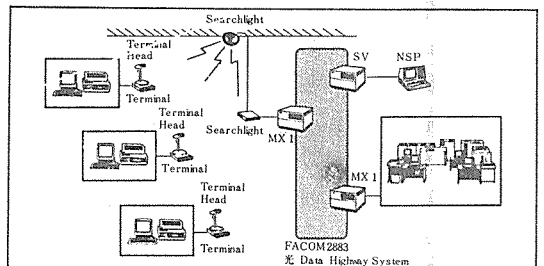 Searchlight
Terminal
Head
Terminal
SV
NSP
Searchlight
MX 1
Terminal
Head
Terminal
MX 1
Terminal
Head
Terminal
FACOM2883
光 Data Highway System